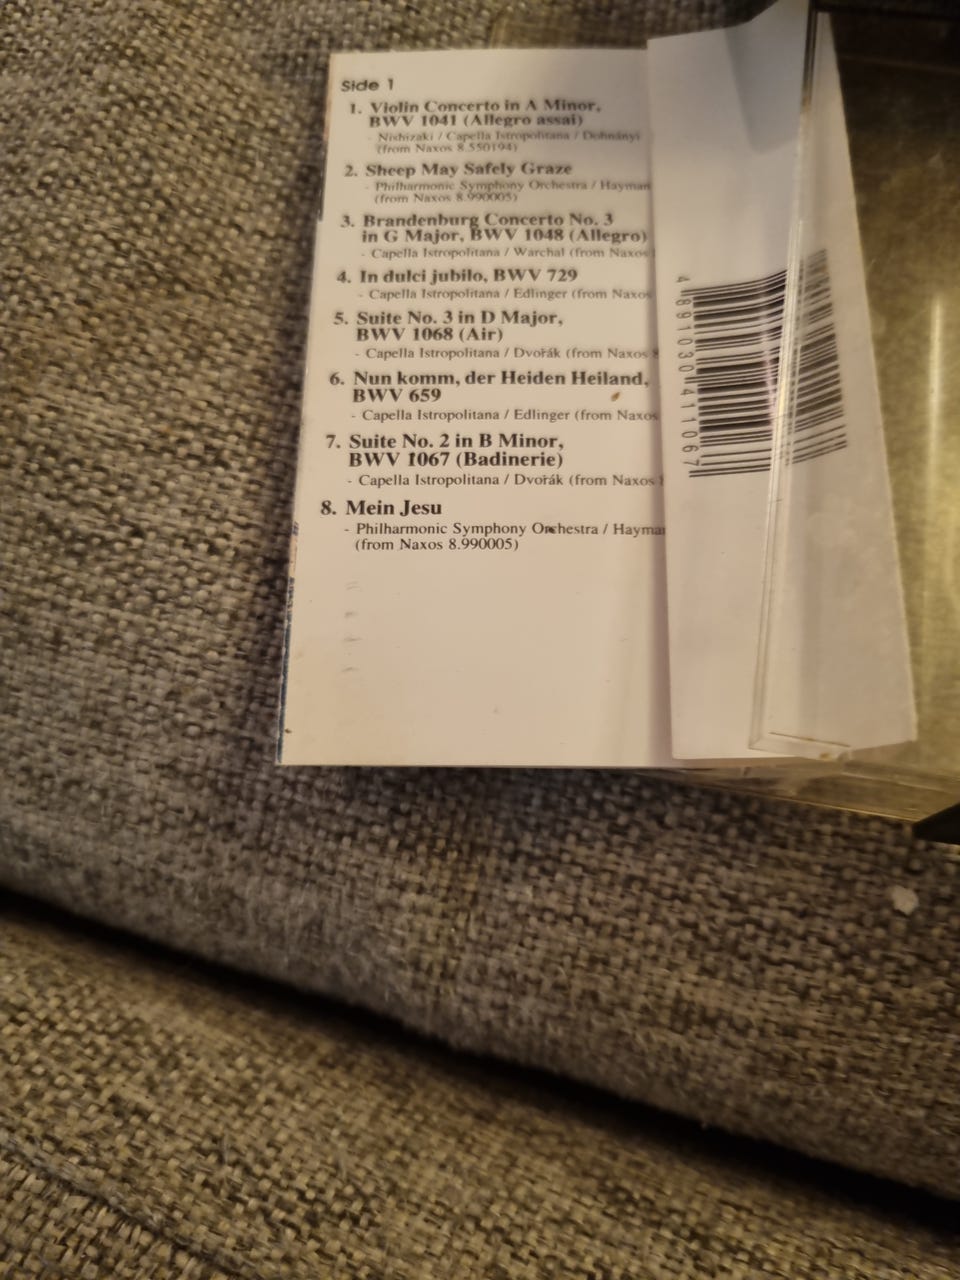 Side 1
1. Violin Concerto in A Minor,
BWV 1041 (Allegro assai)
- Nishizaki / Capella Istropolitana / Dohnányi
(from Naxos 8.550194)
2. Sheep May Safely Graze
- Philharmonic Symphony Orchestra / Hayman
(from Naxos 8.990005)
3. Brandenburg Concerto No. 3
in G Major, BWV 1048 (Allegro)
- Capella Istropolitana / Warchal (from Naxos
4. In dulci jubilo, BWV 729
- Capella Istropolitana / Edlinger (from Naxos
5. Suite No. 3 in D Major,
BWV 1068 (Air)
- Capella Istropolitana / Dvořák (from Naxos 8
6. Nun komm, der Heiden Heiland,
BWV 659
- Capella Istropolitana / Edlinger (from Naxos
7. Suite No. 2 in B Minor,
BWV 1067 (Badinerie)
- Capella Istropolitana / Dvořák (from Naxos
8. Mein Jesu
- Philharmonic Symphony Orchestra / Hayma
(from Naxos 8.990005)
4 891030 411067